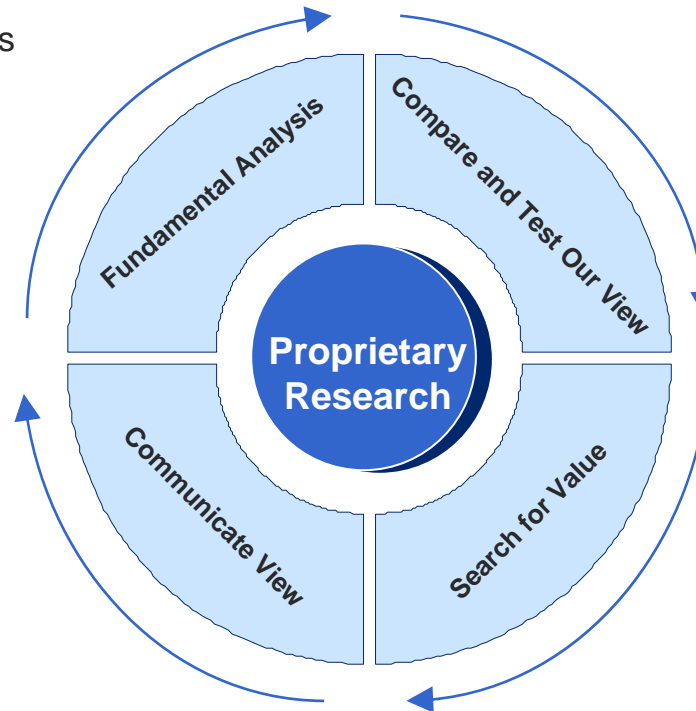 s
Fundamental Analysis
Compare and Test Our View
Proprietary
Research
Communicate View
Search for Value